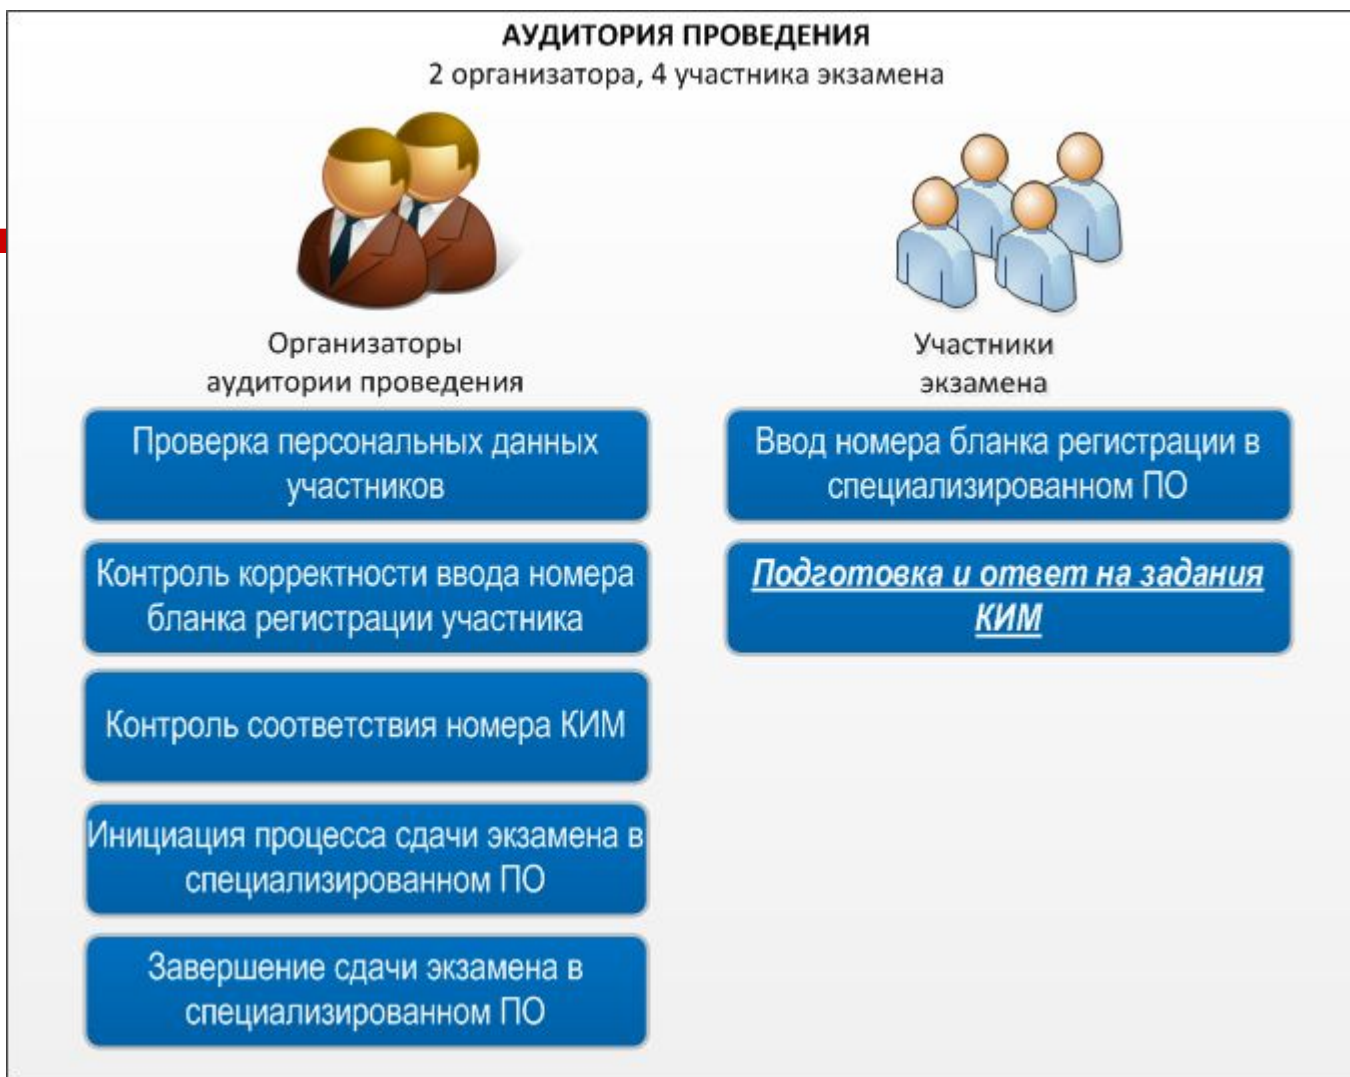 АУДИТОРИЯ ПРОВЕДЕНИЯ
2 организатора, 4 участника экзамена
Организаторы
аудитории проведения
Проверка персональных данных
участников
Контроль корректности ввода номера
бланка регистрации участника
Контроль соответствия номера КИМ
Инициация процесса сдачи экзамена в
специализированном ПО
Завершение сдачи экзамена в
специализированном ПО
Участники
экзамена
Ввод номера бланка регистрации в
специализированном ПО
Подготовка и ответ на задания
КИМ